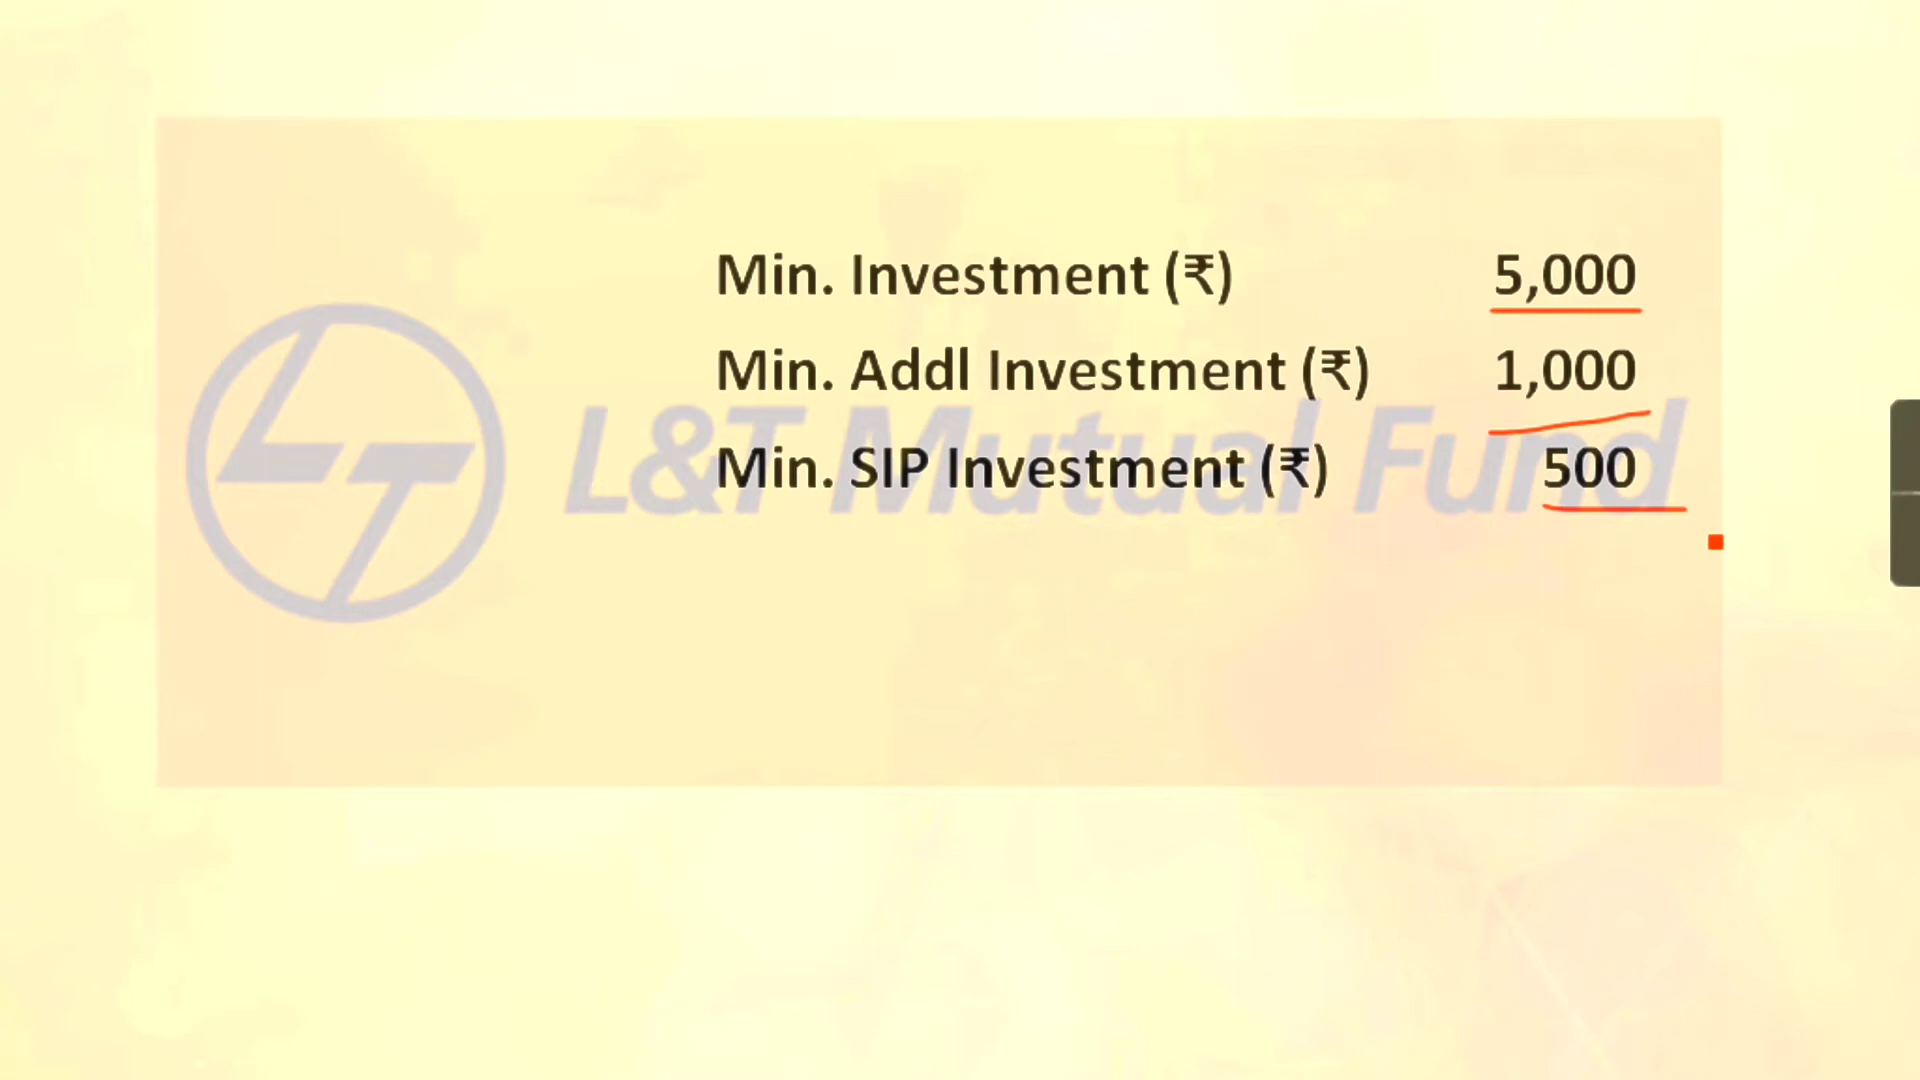 Min. Investment (₹) 5,000
Min. Addl Investment (₹) 1,000
L&T Mutual Fund
Min. SIP Investment (₹) 500